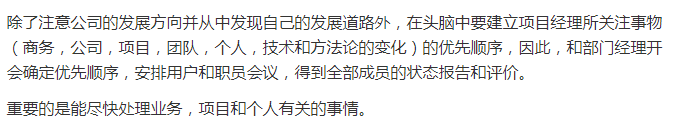 除了注意公司的发展方向并从中发现自己的发展道路外，在头脑中要建立项目经理所关注事物
（商务，公司，项目，团队，个人，技术和方法论的变化）的优先顺序，因此，和部门经理开
会确定优先顺序，安排用户和职员会议，得到全部成员的状态报告和评价。
重要的是能尽快处理业务，项目和个人有关的事情。